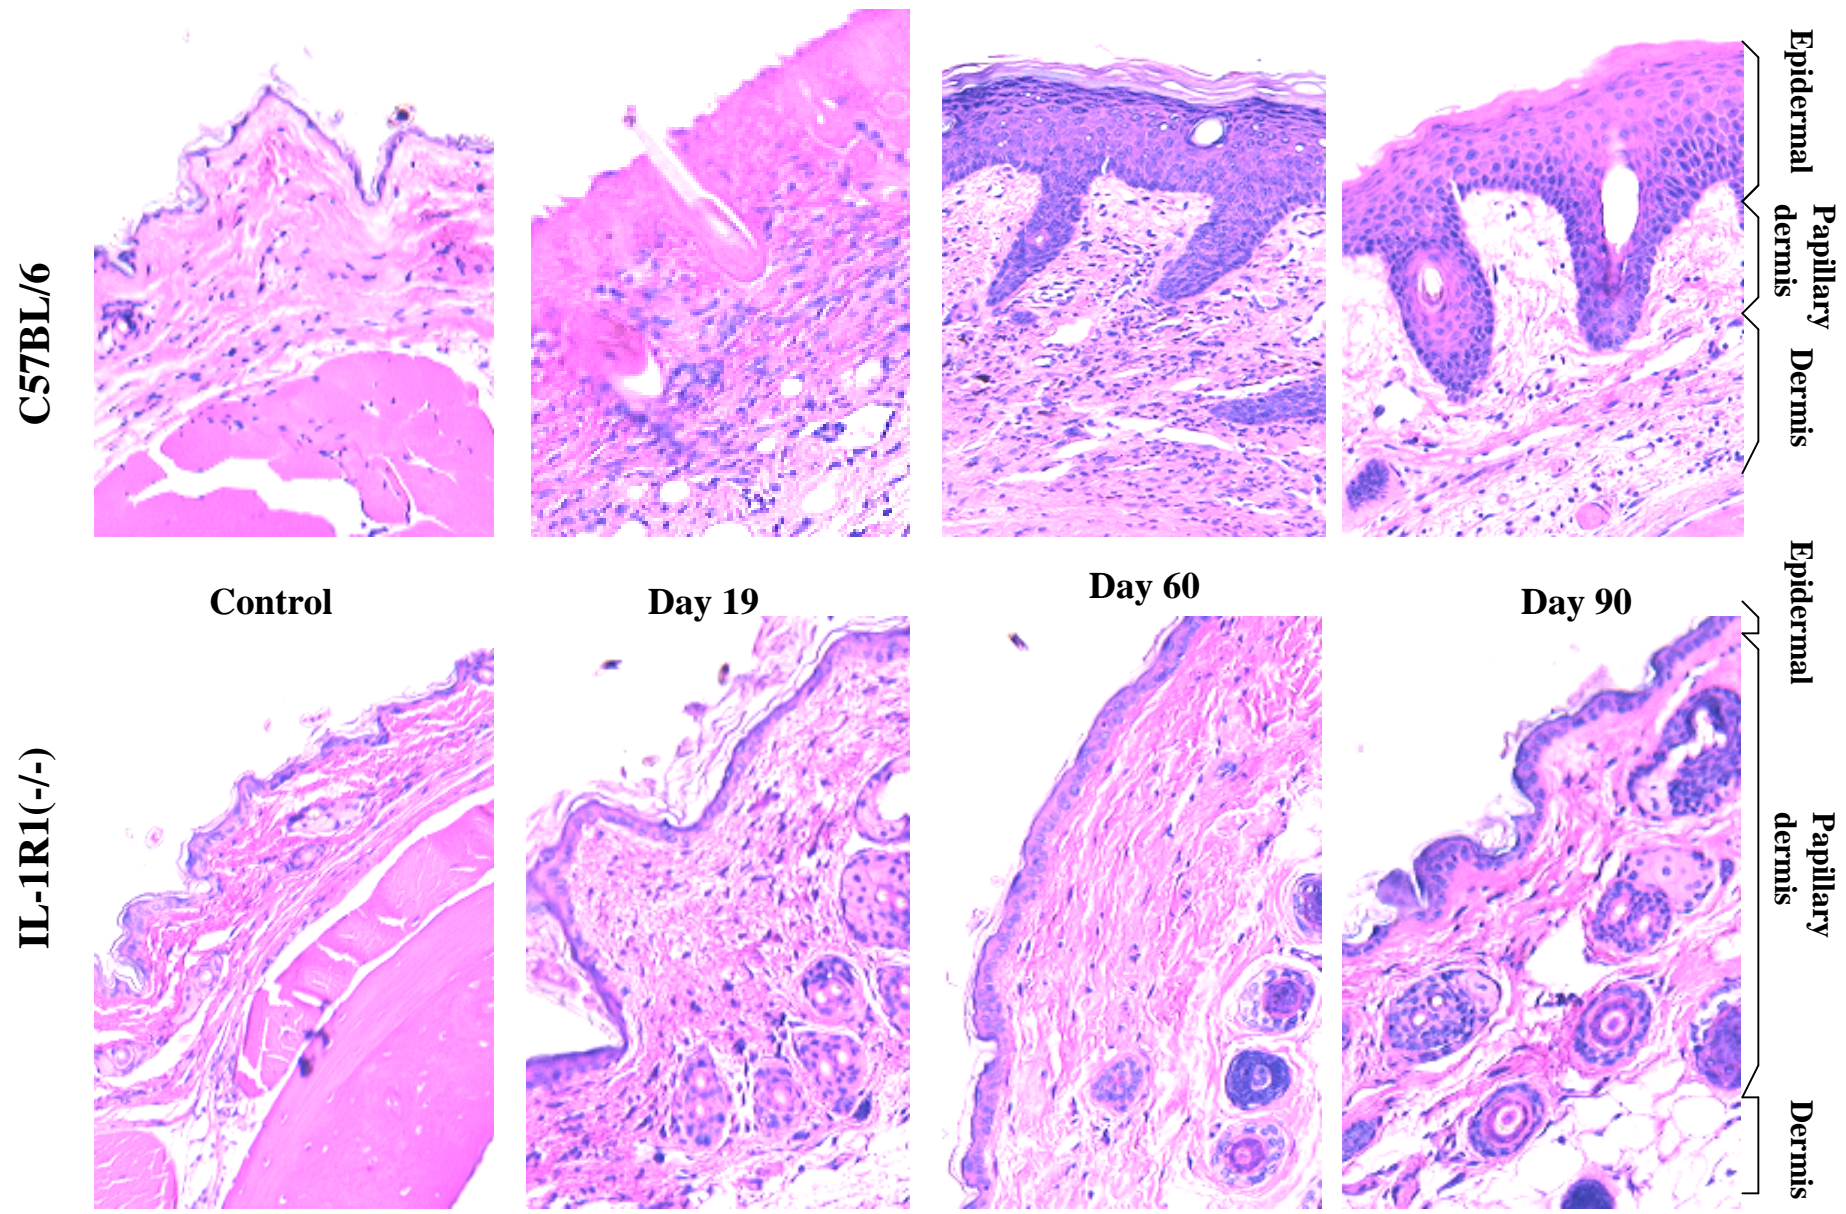 C57BL/6
Epidermal
Papillary
dermis
Dermis
Control
Day 19
Day 60
Day 90
IL-1R1(-/-)
Epidermal
Papillary
dermis
Dermis